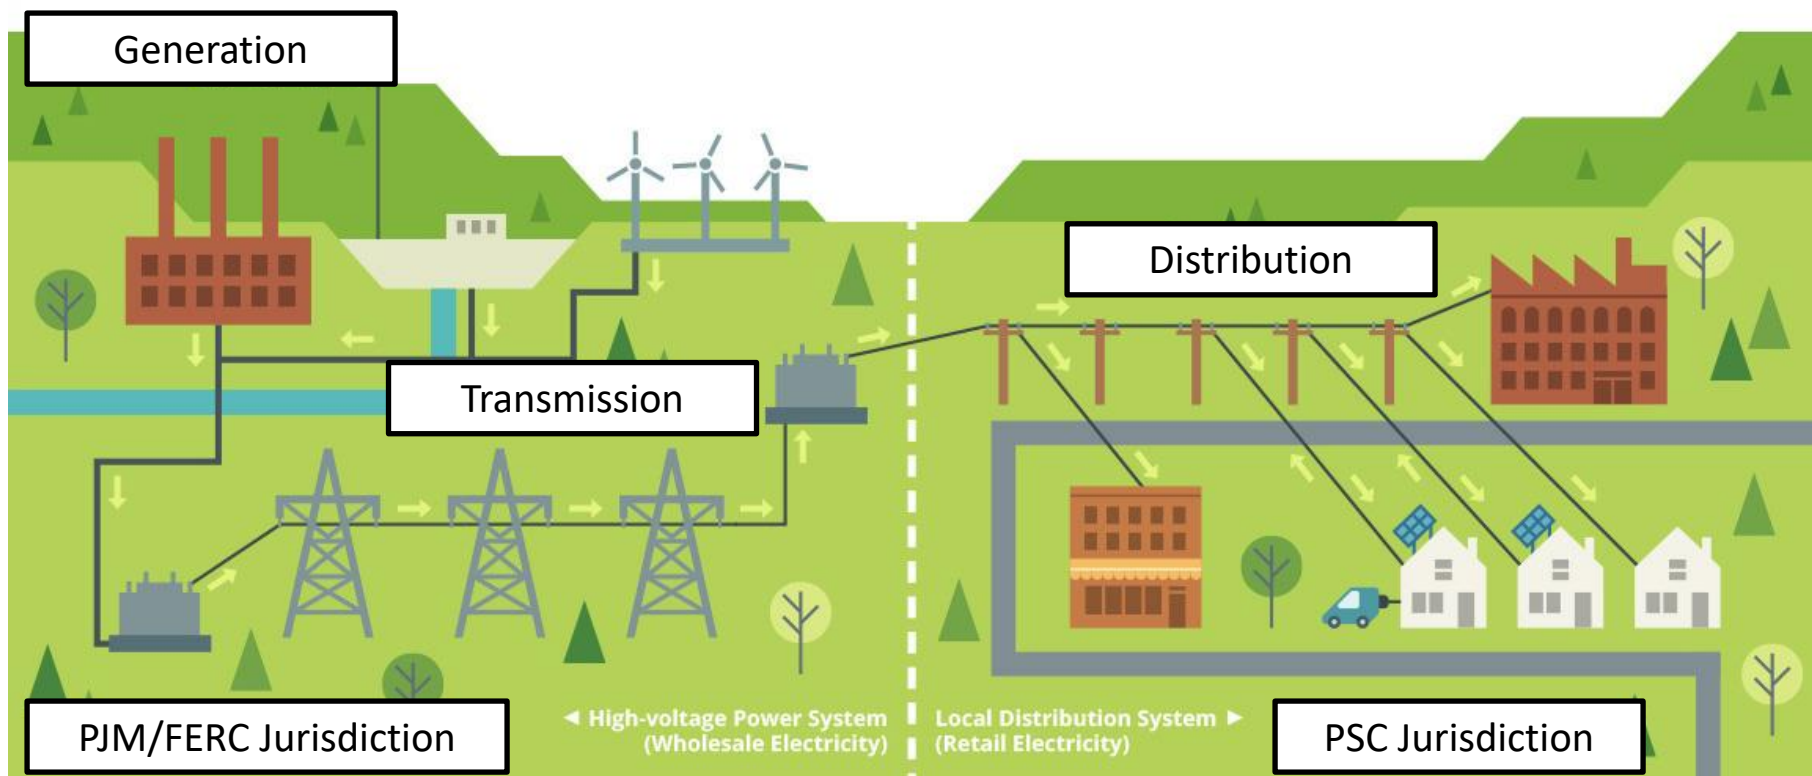 Generation
Distribution
Transmission
PJM/FERC Jurisdiction
◄ High-voltage Power System
(Wholesale Electricity)
Local Distribution System ►
(Retail Electricity)
PSC Jurisdiction